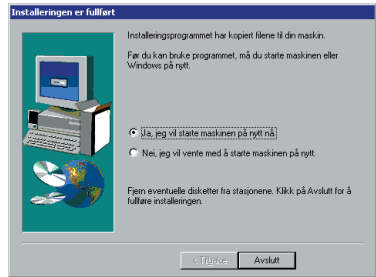 Installeringen er fullført
Installeringsprogrammet har kopiert filene til din maskin.
Før du kan bruke programmet, må du starte maskinen eller
Windows på nytt.
Ja, jeg vil starte maskinen på nytt nå.
Nei, jeg vil vente med å starte maskinen på nytt.
Fjern eventuelle disketter fra stasjonene. Klikk på Avslutt for å
fullføre installeringen.
< Tilbake
Avslutt